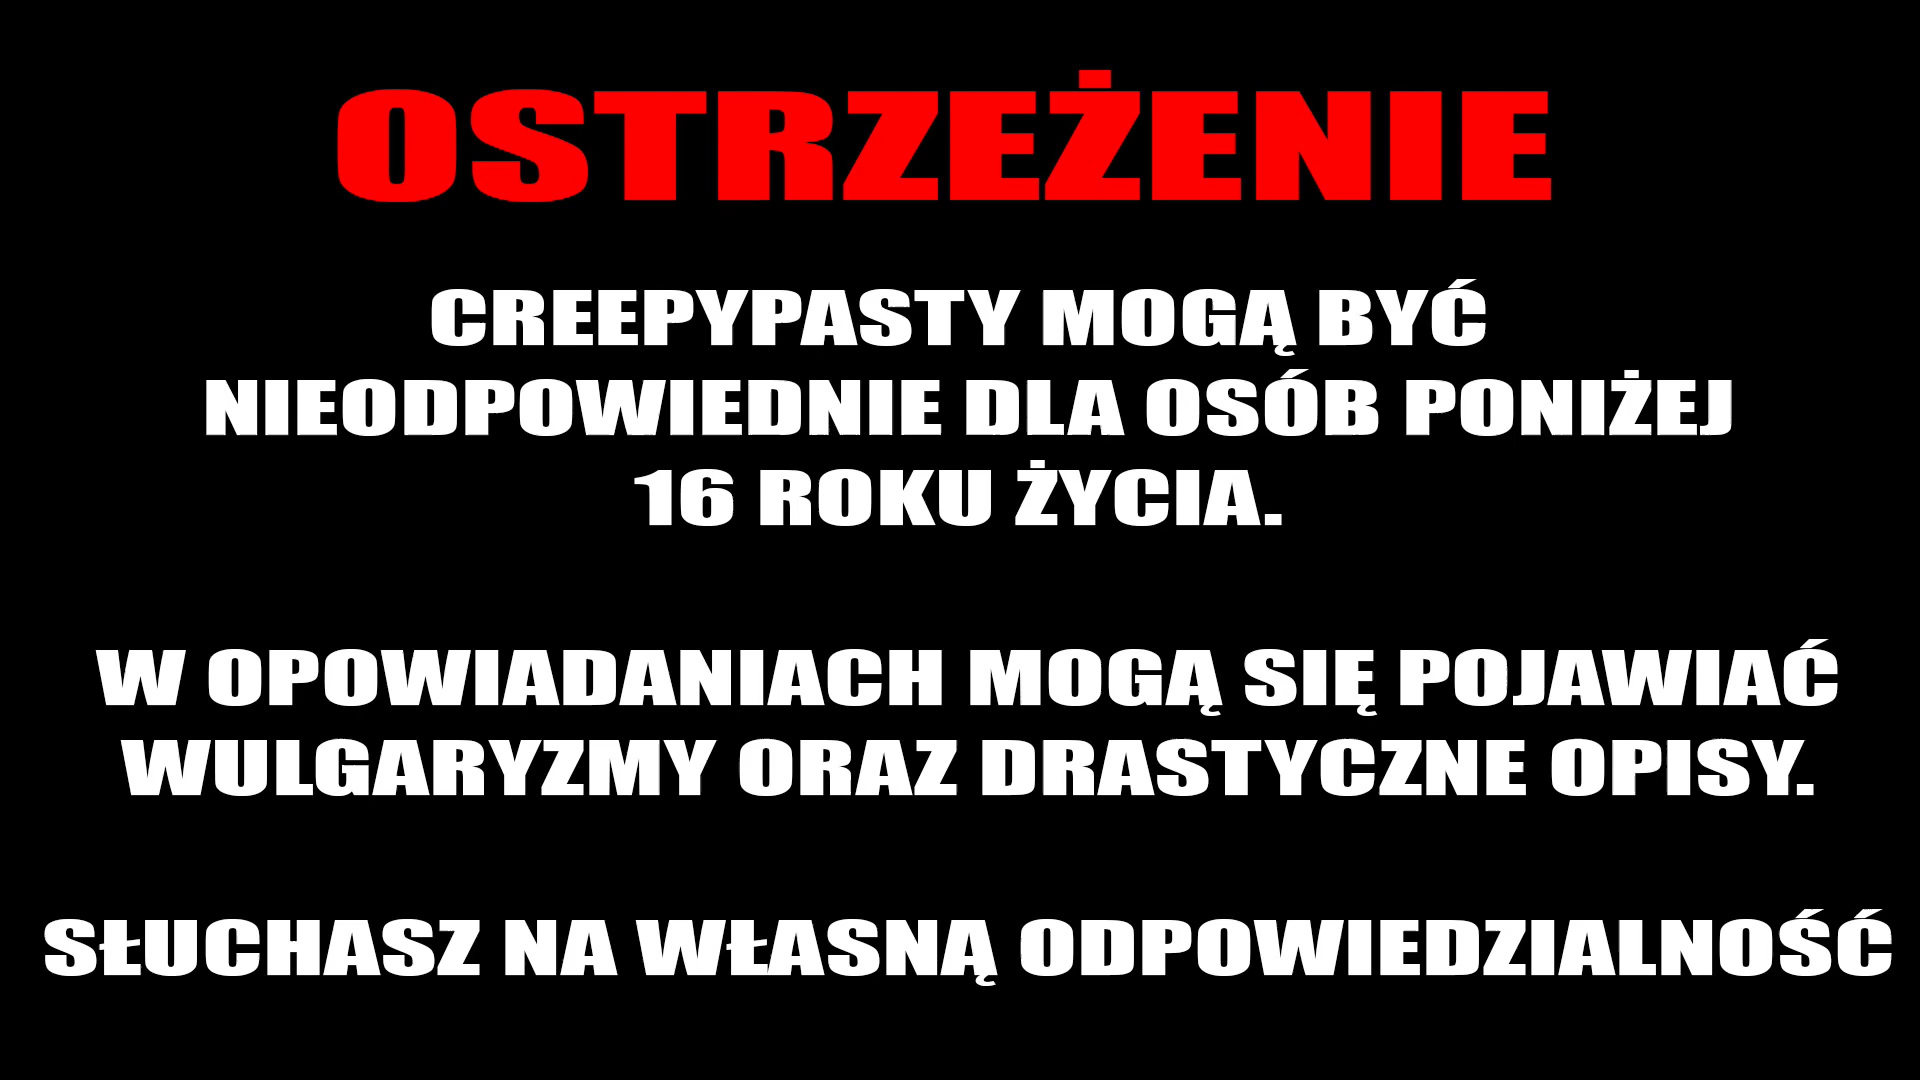 OSTRZEŻENIE
CREEPYPASTY MOGĄ BYĆ
NIEODPOWIEDNIE DLA OSÓB PONIŻEJ
16 ROKU ŻYCIA.
W OPOWIADANIACH MOGĄ SIĘ POJAWIAĆ
WULGARYZMY ORAZ DRASTYCZNE OPISY.
SŁUCHASZ NA WŁASNĄ ODPOWIEDZIALNOŚĆ